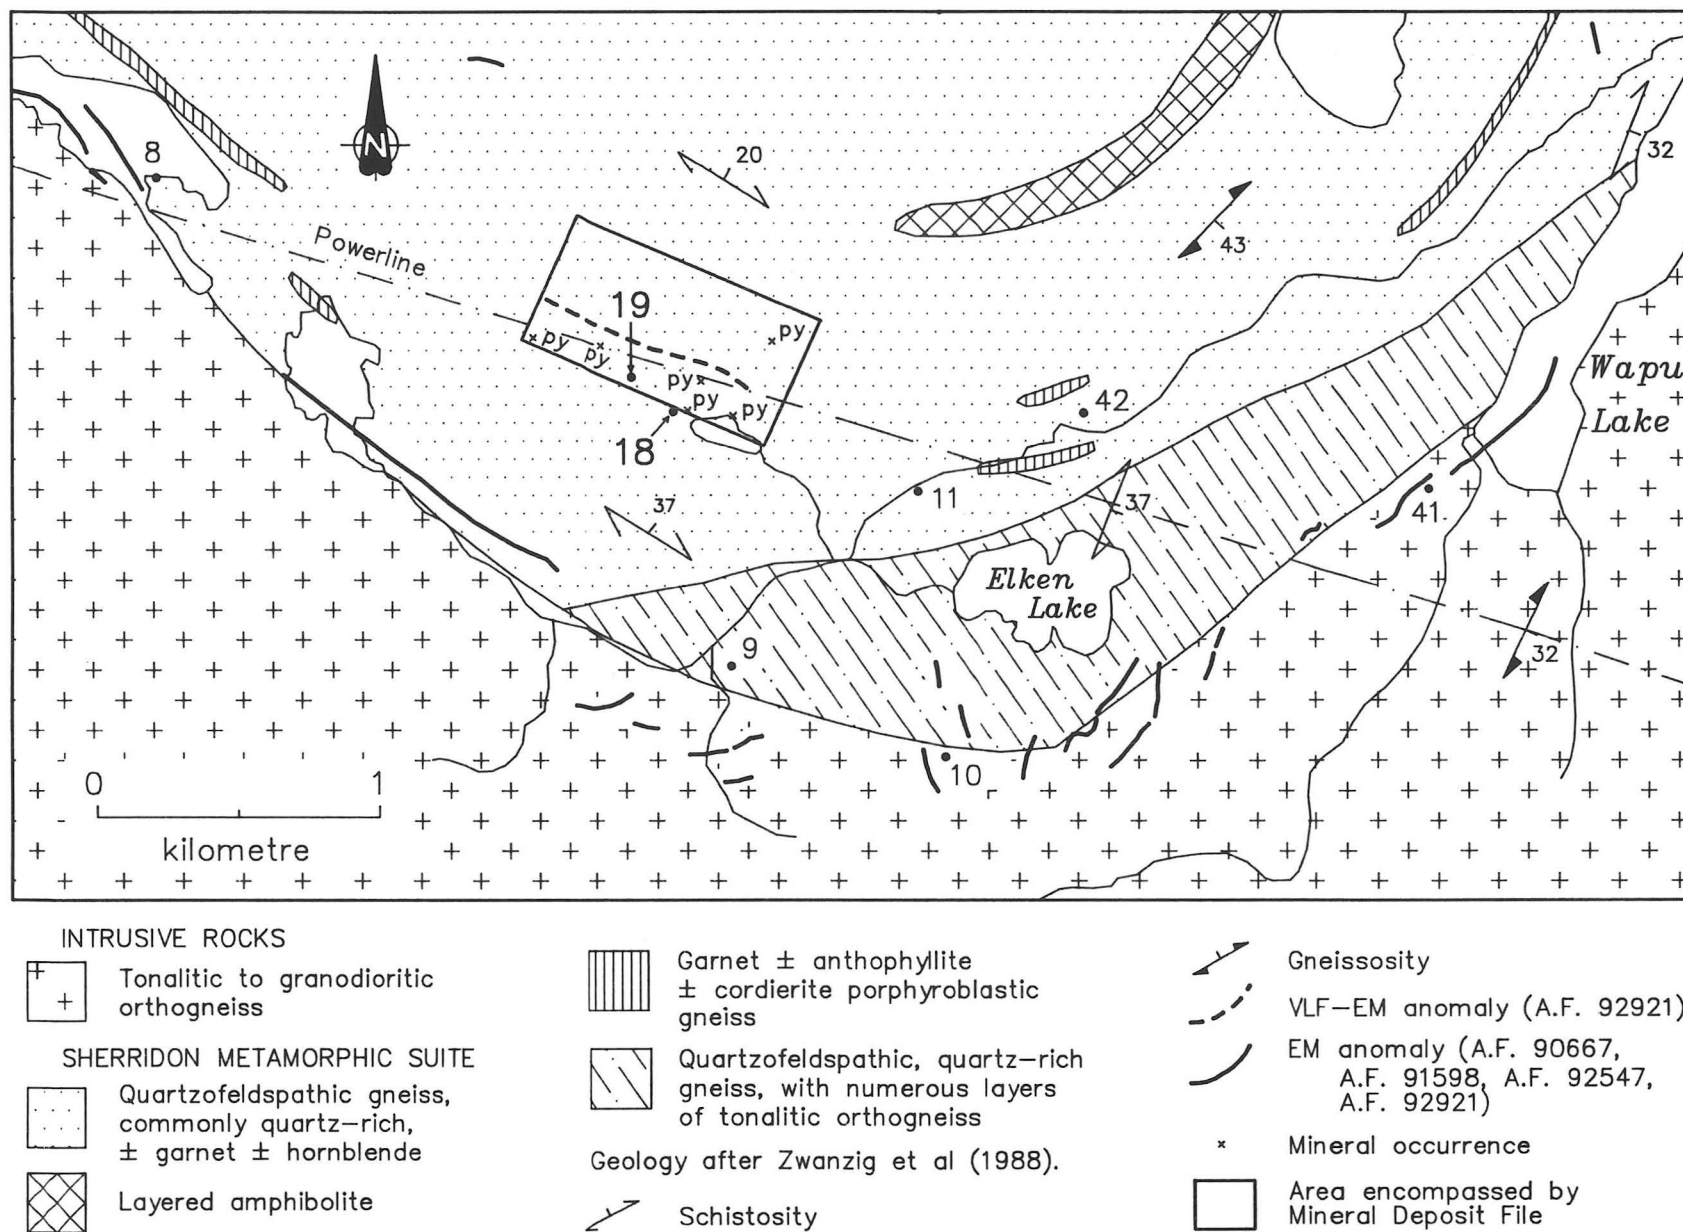 N
8
20
32
43
Powerline
19
py
py
py
py
py
py
18
42
Wapu
Lake
11
37
37
41
Elken
Lake
32
9
10
0
1
kilometre
INTRUSIVE ROCKS
Tonalitic to granodioritic
orthogneiss
SHERRIDON METAMORPHIC SUITE
Quartzofeldspathic gneiss,
commonly quartz-rich,
± garnet ± hornblende
Layered amphibolite
Garnet ± anthophyllite
± cordierite porphyroblastic
gneiss
Quartzofeldspathic, quartz-rich
gneiss, with numerous layers
of tonalitic orthogneiss
Geology after Zwanzig et al (1988).
Schistosity
Gneissosity
VLF-EM anomaly (A.F. 92921)
EM anomaly (A.F. 90667,
A.F. 91598, A.F. 92547,
A.F. 92921)
Mineral occurrence
Area encompassed by
Mineral Deposit File